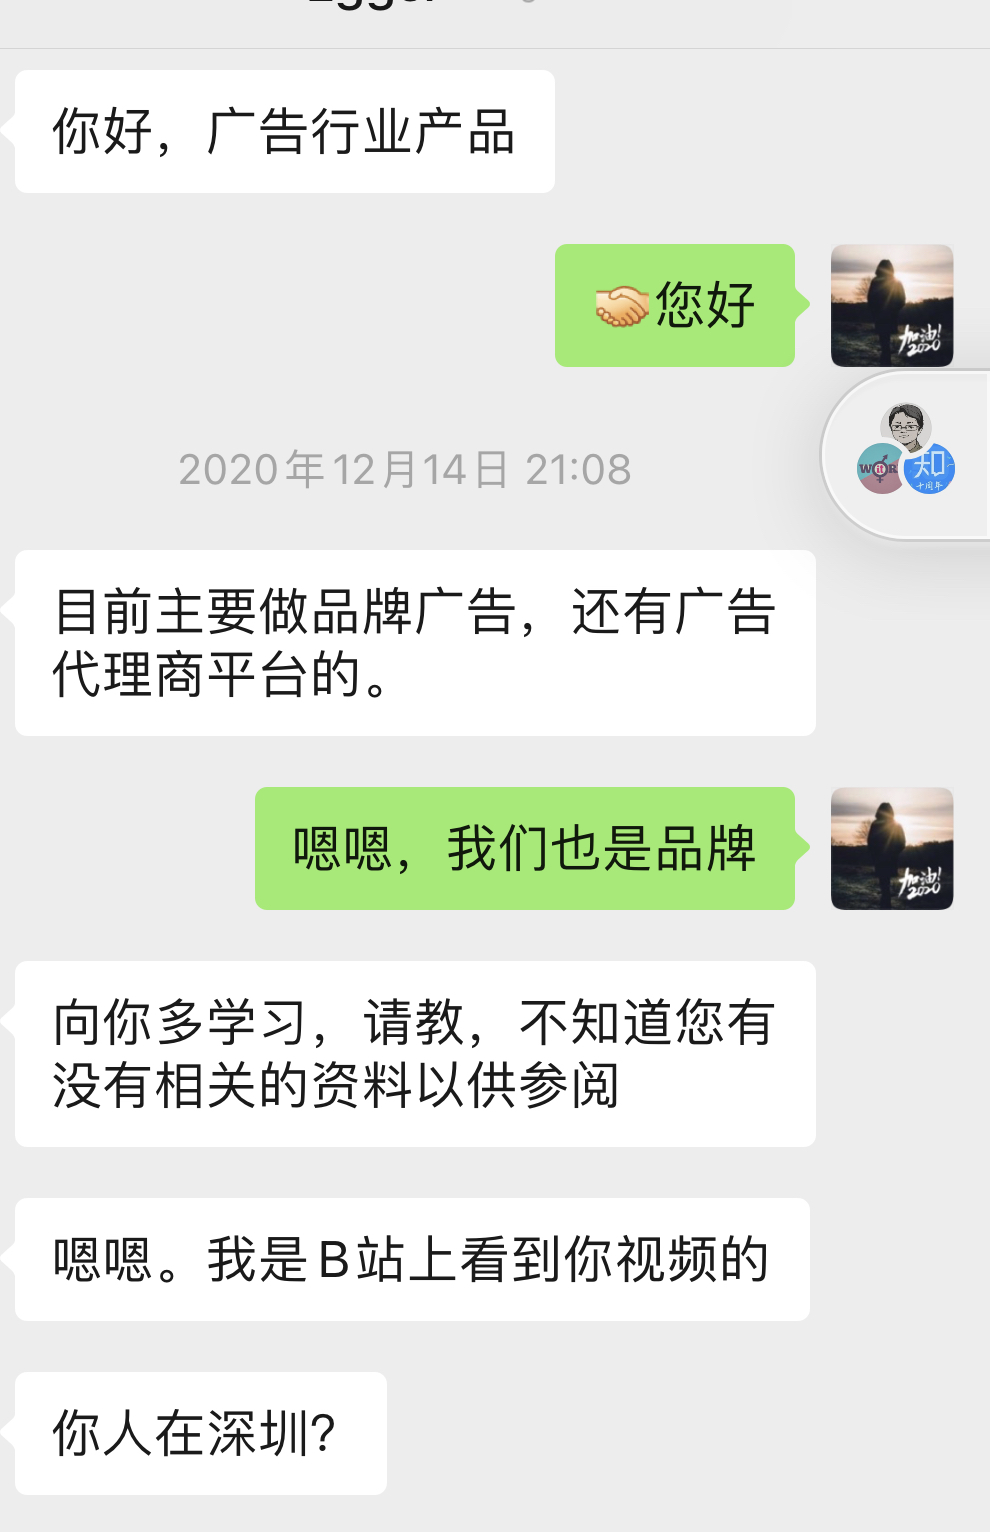 你好，广告行业产品
🤝您好
加油!
2020
WOR
it
知
十周年
2020年12月14日 21:08
目前主要做品牌广告，还有广告
代理商平台的。
嗯嗯，我们也是品牌
加油!
2020
向你多学习，请教，不知道您有
没有相关的资料以供参阅
嗯嗯。我是B站上看到你视频的
你人在深圳?